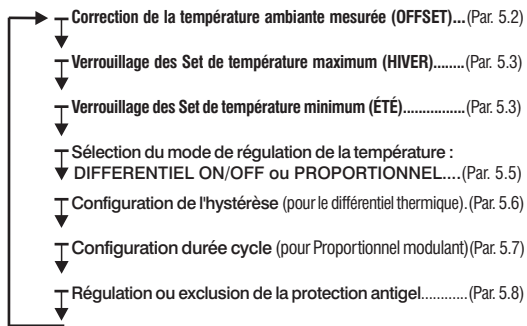 Correction de la température ambiante mesurée (OFFSET)...(Par. 5.2)
Verrouillage des Set de température maximum (HIVER)........(Par. 5.3)
Verrouillage des Set de température minimum (ÉTÉ)................(Par. 5.3)
Sélection du mode de régulation de la température :
DIFFERENTIEL ON/OFF ou PROPORTIONNEL....(Par. 5.5)
Configuration de l'hystérèse (pour le différentiel thermique).(Par. 5.6)
Configuration durée cycle (pour Proportionnel modulant)(Par. 5.7)
Régulation ou exclusion de la protection antigel............(Par. 5.8)